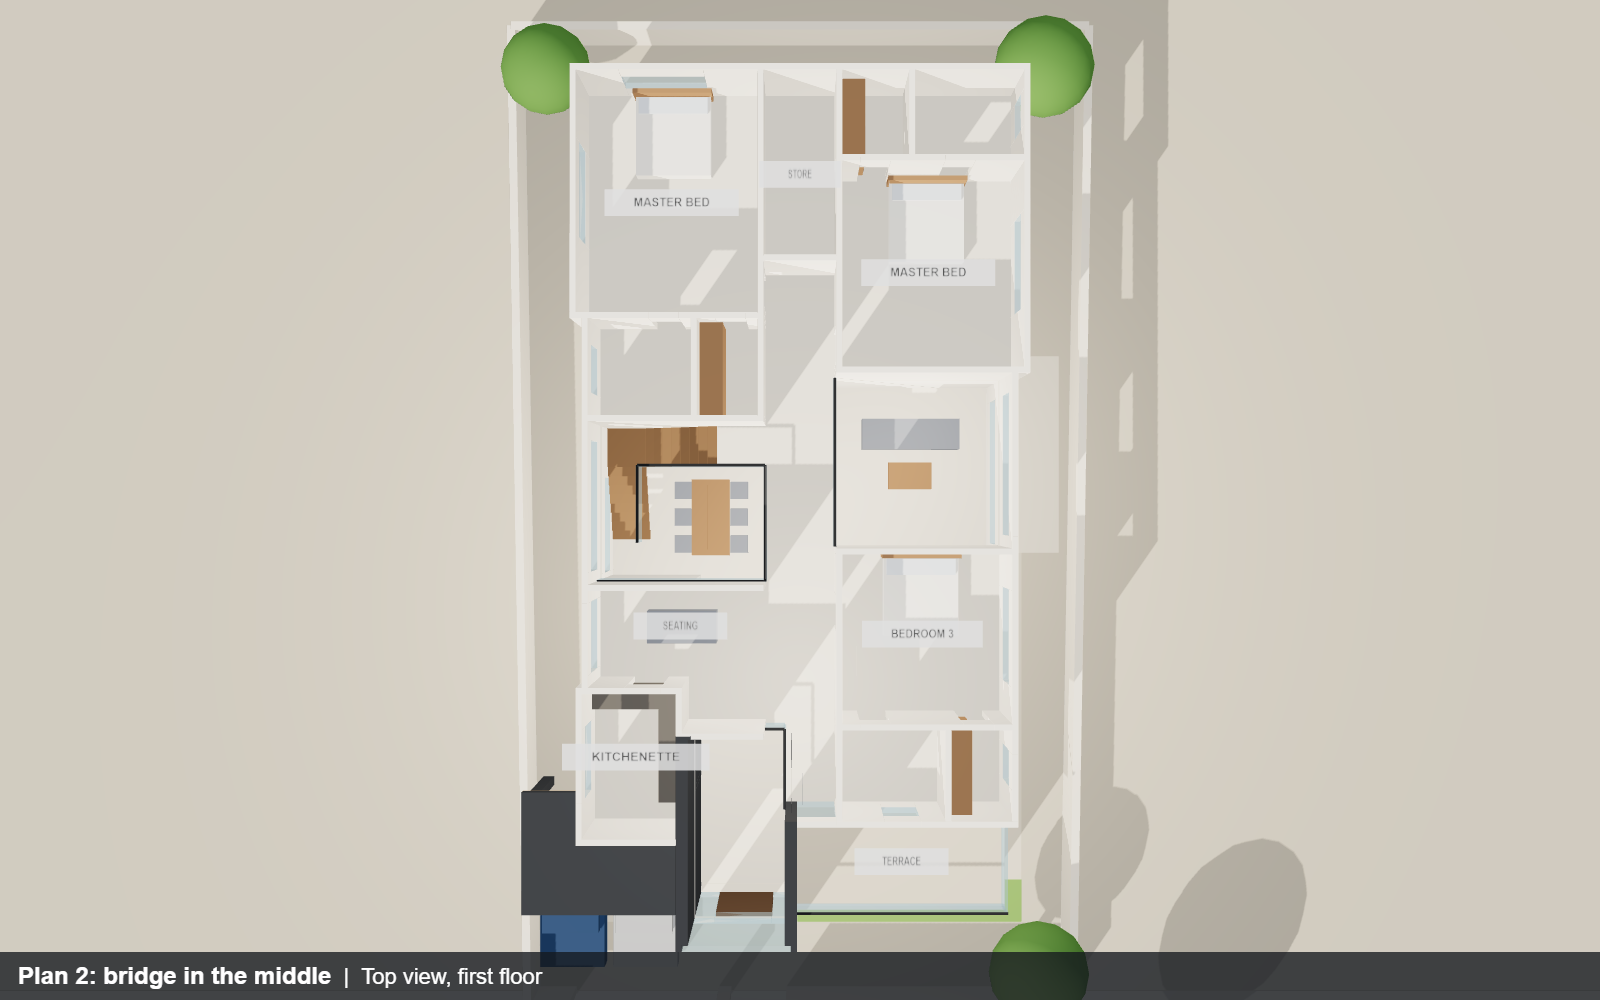 STORE
MASTER BED
MASTER BED
SEATING
BEDROOM 3
KITCHENETTE
TERRACE
Plan 2: bridge in the middle | Top view, first floor